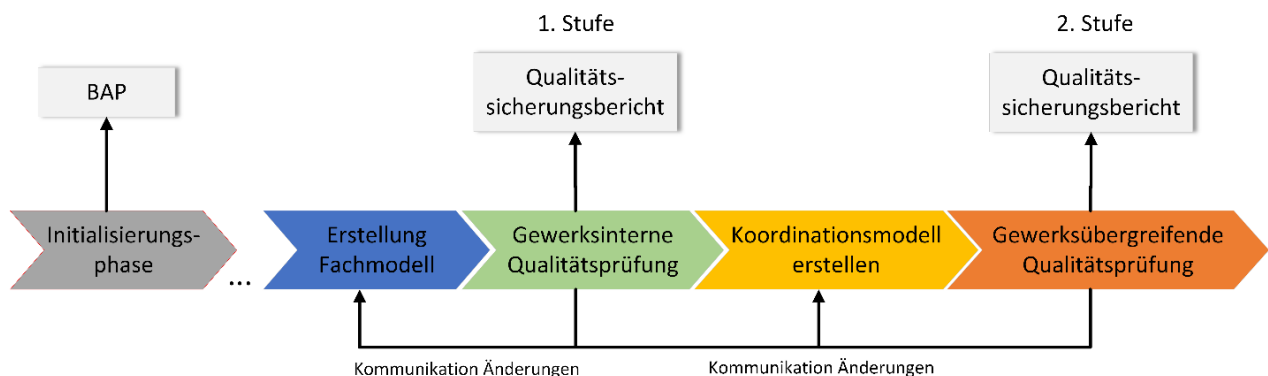 1. Stufe
2. Stufe
BAP
Qualitäts-
sicherungsbericht
Qualitäts-
sicherungsbericht
Initialisierungs-
phase
...
Erstellung
Fachmodell
Gewerksinterne
Qualitätsprüfung
Koordinationsmodell
erstellen
Gewerksübergreifende
Qualitätsprüfung
Kommunikation Änderungen
Kommunikation Änderungen